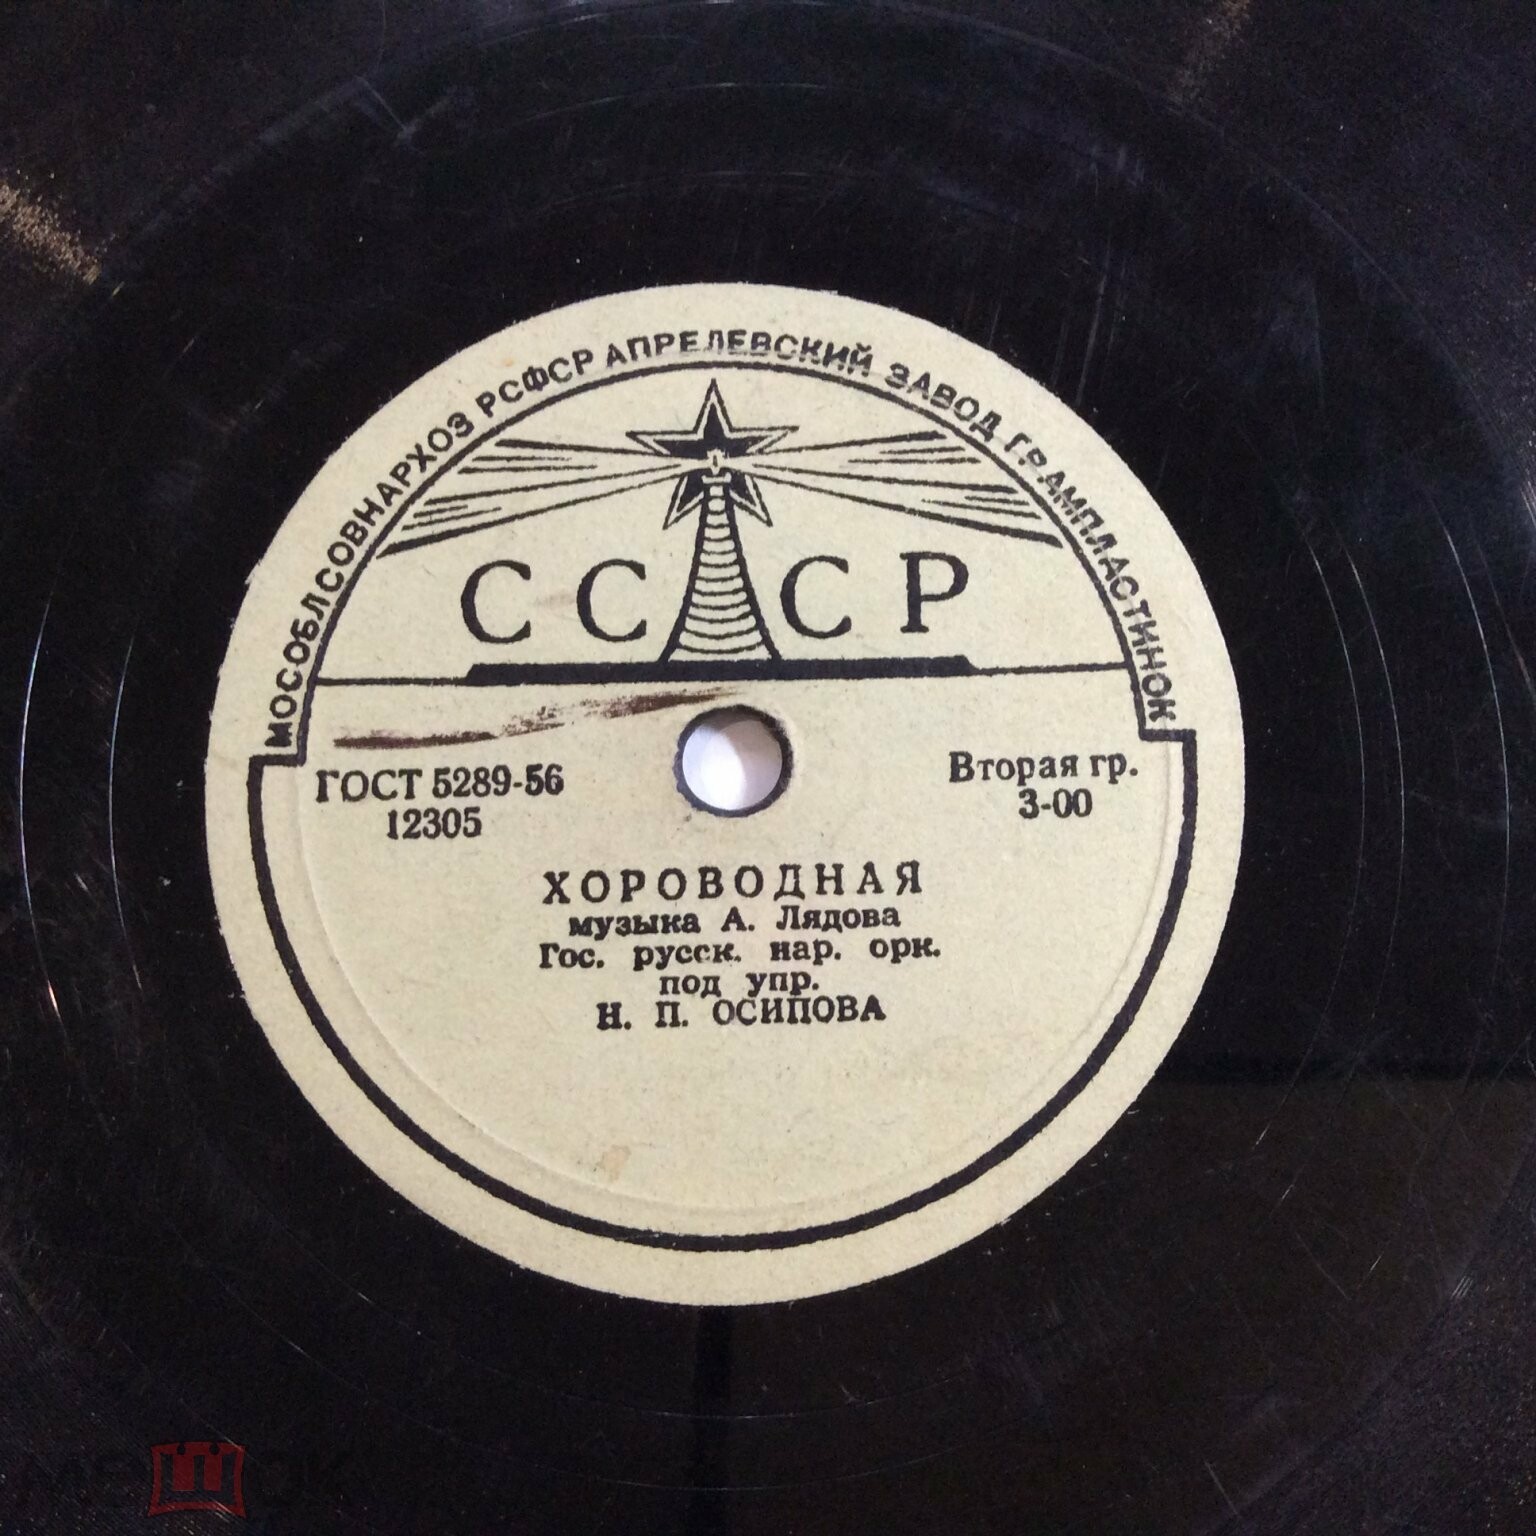 МОСОБЛСОВНАРХОЗ РСФСР АПРЕЛЕВСКИЙ ЗАВОД ГРАМПЛАСТИНОК
СССР
ГОСТ 5289-56
12305
Вторая гр.
3-00
ХОРОВОДНАЯ
музыка А. Лядова
Гос. русск. нар. орк.
под упр.
Н. П. ОСИПОВА
МЕШОК